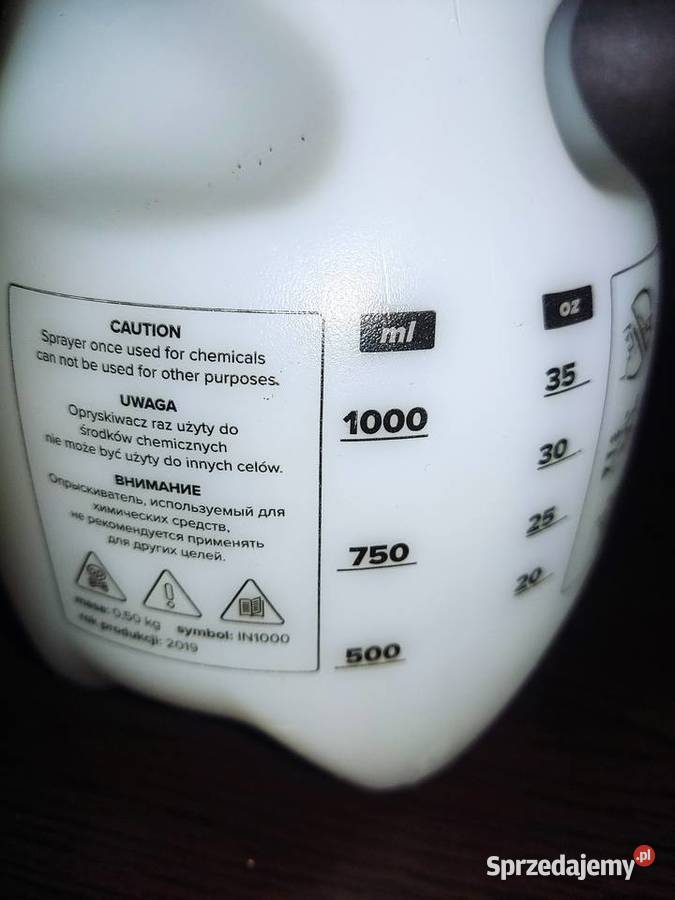 CAUTION
Sprayer once used for chemicals
can not be used for other purposes.
UWAGA
Opryskiwacz raz użyty do
środków chemicznych
nie może być użyty do innych celów.
ВНИМАНИЕ
Опрыскиватель, используемый для
химических средств,
не рекомендуется применять
для других целей.
masa: 0,50 kg symbol: IN1000
rok produkcji: 2019
ml
1000
750
500
oz
35
30
25
20
Sprzedajemy.pl